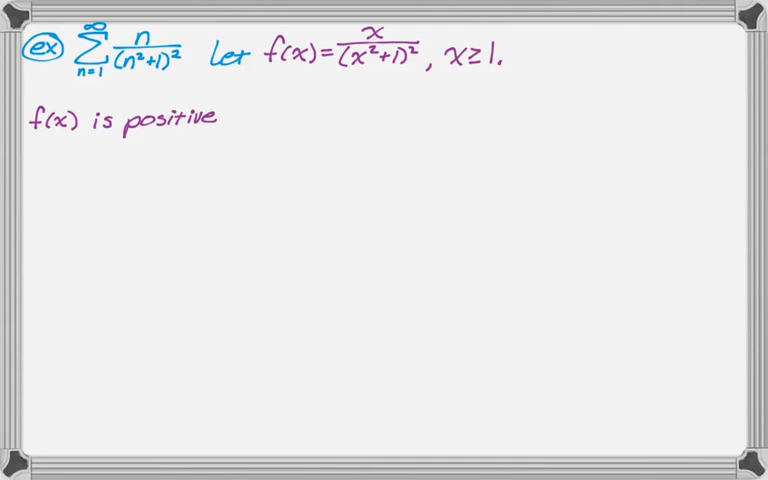 ex ∑_{n=1}^{∞} n/(n²+1)² Let f(x) = x/(x²+1)², x ≥ 1.
f(x) is positive